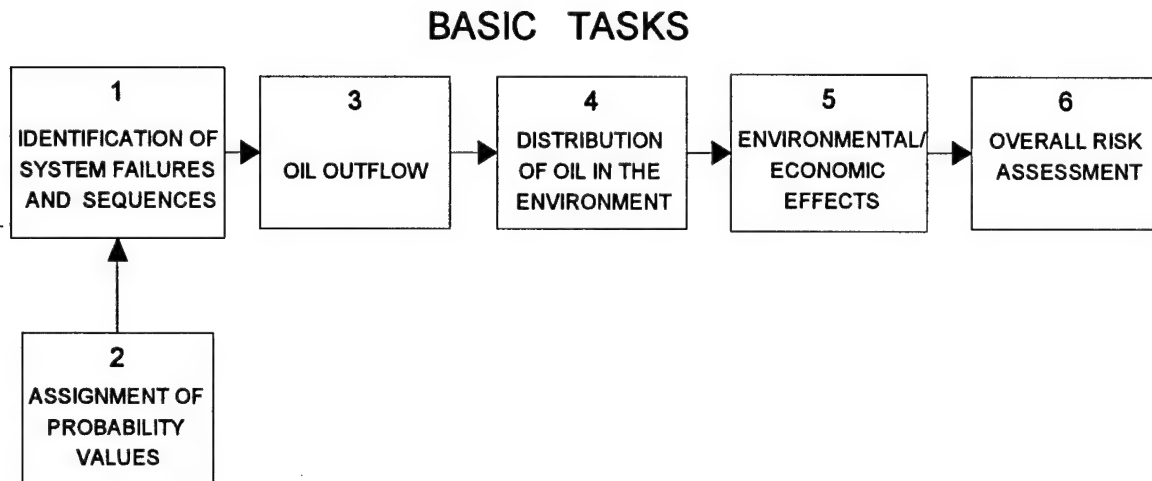 BASIC TASKS
1
IDENTIFICATION OF
SYSTEM FAILURES
AND SEQUENCES
3
OIL OUTFLOW
4
DISTRIBUTION
OF OIL IN THE
ENVIRONMENT
5
ENVIRONMENTAL/
ECONOMIC
EFFECTS
6
OVERALL RISK
ASSESSMENT
2
ASSIGNMENT OF
PROBABILITY
VALUES